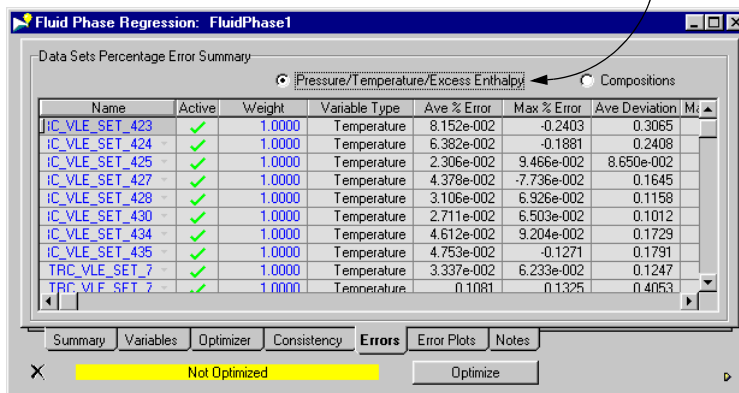 Fluid Phase Regression: FluidPhase1
Data Sets Percentage Error Summary
Pressure/Temperature/Excess Enthalpy Compositions
Name Active Weight Variable Type Ave % Error Max % Error Ave Deviation
IC_VLE_SET_423 1.0000 Temperature 8.152e-002 -0.2403 0.3065
IC_VLE_SET_424 1.0000 Temperature 6.382e-002 -0.1881 0.2408
IC_VLE_SET_425 1.0000 Temperature 2.306e-002 9.466e-002 8.650e-002
IC_VLE_SET_427 1.0000 Temperature 4.378e-002 -7.736e-002 0.1645
IC_VLE_SET_428 1.0000 Temperature 3.106e-002 6.926e-002 0.1158
IC_VLE_SET_430 1.0000 Temperature 2.711e-002 6.503e-002 0.1012
IC_VLE_SET_434 1.0000 Temperature 4.612e-002 9.204e-002 0.1729
IC_VLE_SET_435 1.0000 Temperature 4.753e-002 -0.1271 0.1791
TRC_VLE_SET_7 1.0000 Temperature 3.337e-002 6.233e-002 0.1247
TRC_VLE_SET_7 1.0000 Temperature 0.1081 0.1325 0.4053
Summary Variables Optimizer Consistency Errors Error Plots Notes
Not Optimized Optimize